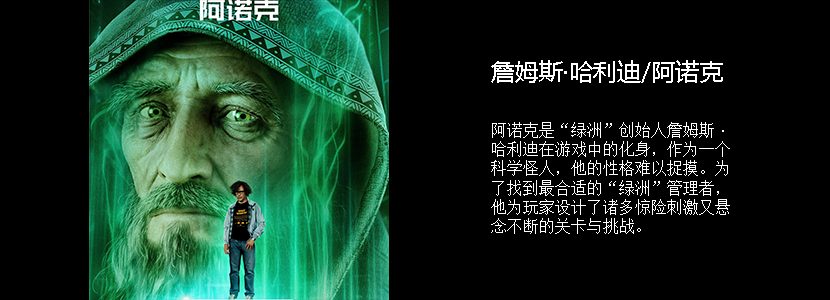 阿诺克
詹姆斯·哈利迪/阿诺克
阿诺克是“绿洲”创始人詹姆斯·
哈利迪在游戏中的化身，作为一个
科学怪人，他的性格难以捉摸。为
了找到最合适的“绿洲”管理者，
他为玩家设计了诸多惊险刺激又悬
念不断的关卡与挑战。